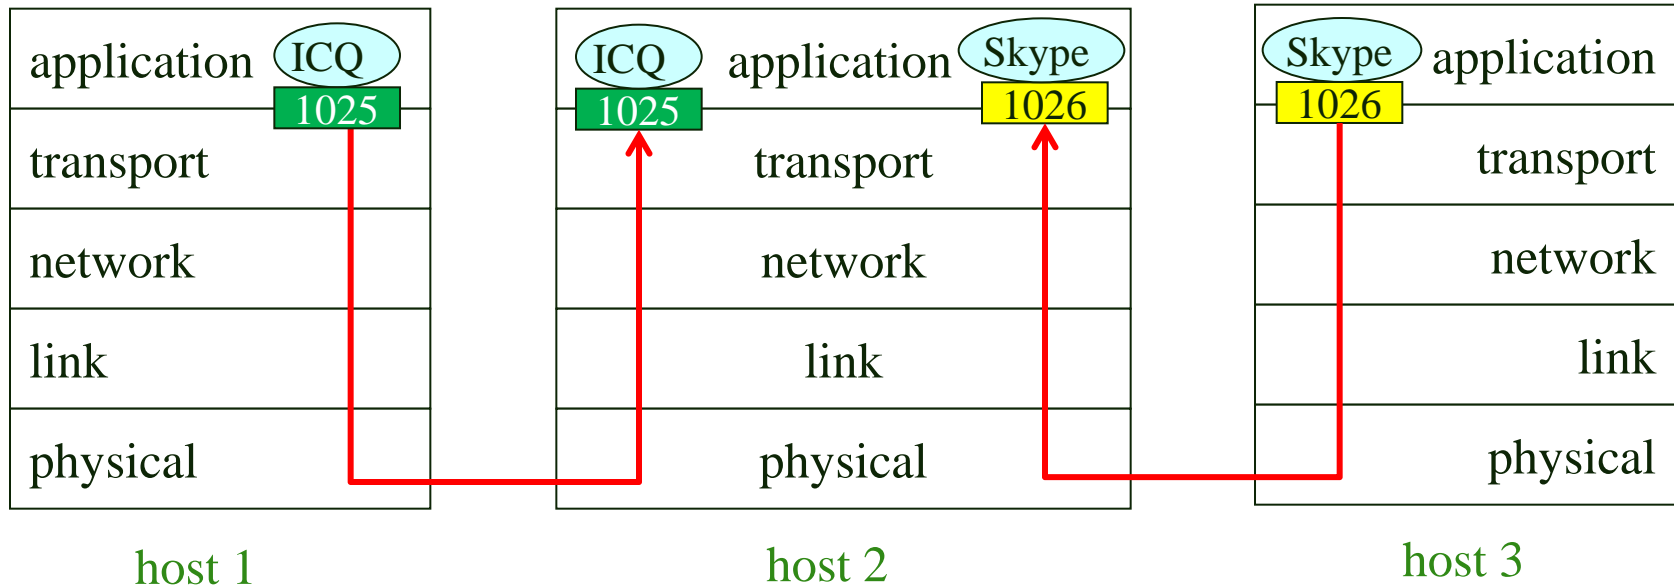 application
ICQ
1025
transport
network
link
physical
host 1
ICQ
1025
application
Skype
1026
transport
network
link
physical
host 2
Skype
1026
application
transport
network
link
physical
host 3